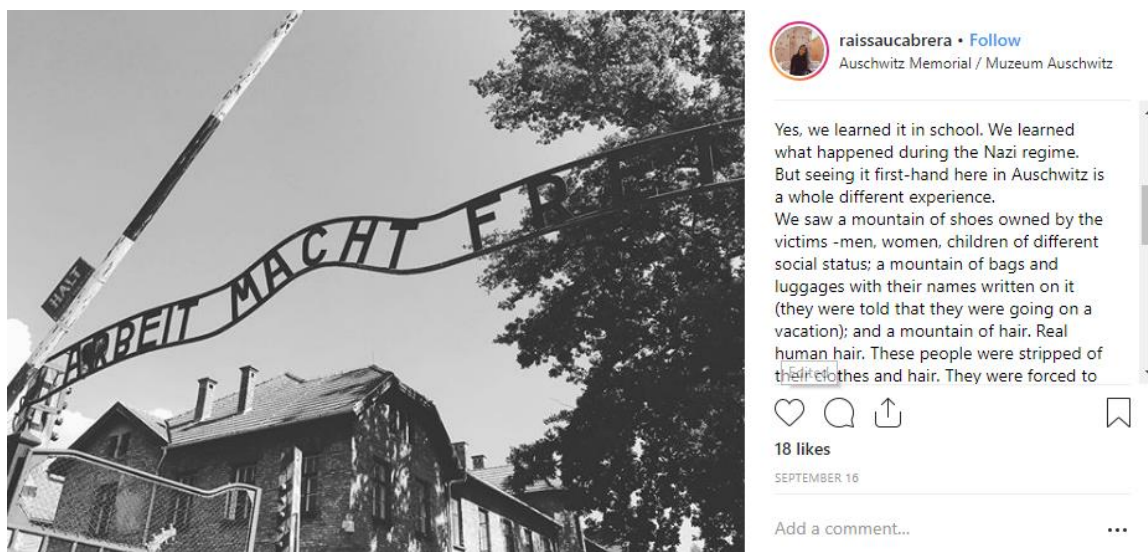 HALT
ARBEIT MACHT FREI
raissaucabrera • Follow
Auschwitz Memorial / Muzeum Auschwitz
Yes, we learned it in school. We learned
what happened during the Nazi regime.
But seeing it first-hand here in Auschwitz is
a whole different experience.
We saw a mountain of shoes owned by the
victims -men, women, children of different
social status; a mountain of bags and
luggages with their names written on it
(they were told that they were going on a
vacation); and a mountain of hair. Real
human hair. These people were stripped of
their clothes and hair. They were forced to
Edited
18 likes
SEPTEMBER 16
Add a comment...